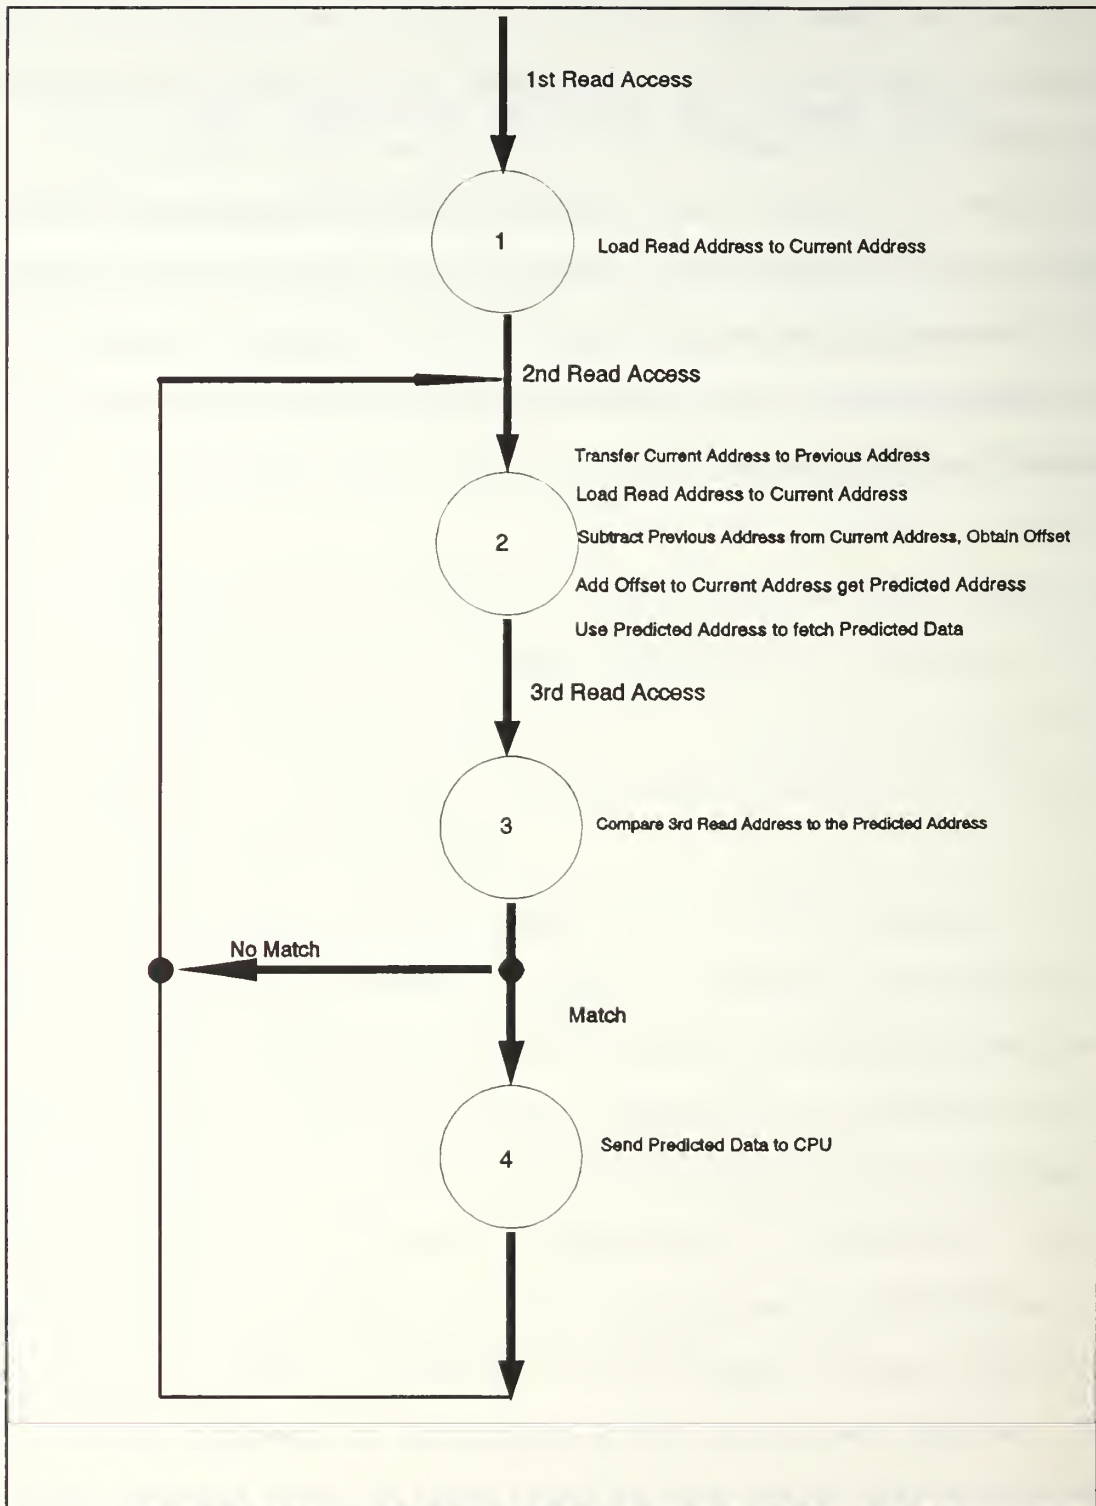 1st Read Access
1
Load Read Address to Current Address
2nd Read Access
Transfer Current Address to Previous Address
Load Read Address to Current Address
2
Subtract Previous Address from Current Address, Obtain Offset
Add Offset to Current Address get Predicted Address
Use Predicted Address to fetch Predicted Data
3rd Read Access
3
Compare 3rd Read Address to the Predicted Address
No Match
Match
Send Predicted Data to CPU
4